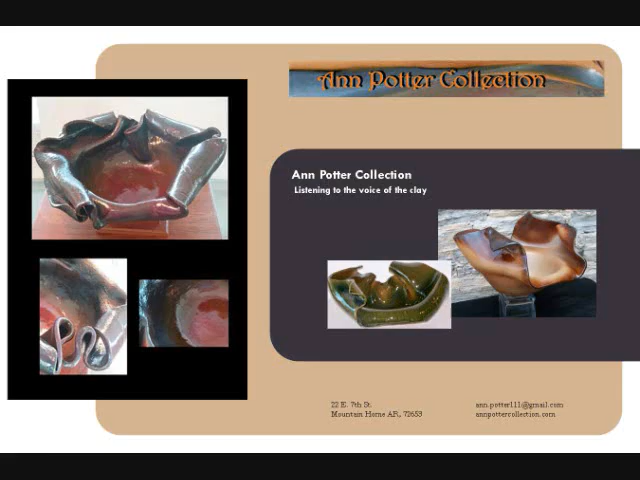 Ann Potter Collection
Ann Potter Collection
Listening to the voice of the clay
22 E. 7th St.
Mountain Home AR, 72653
ann.potter111@gmail.com
annpottercollection.com